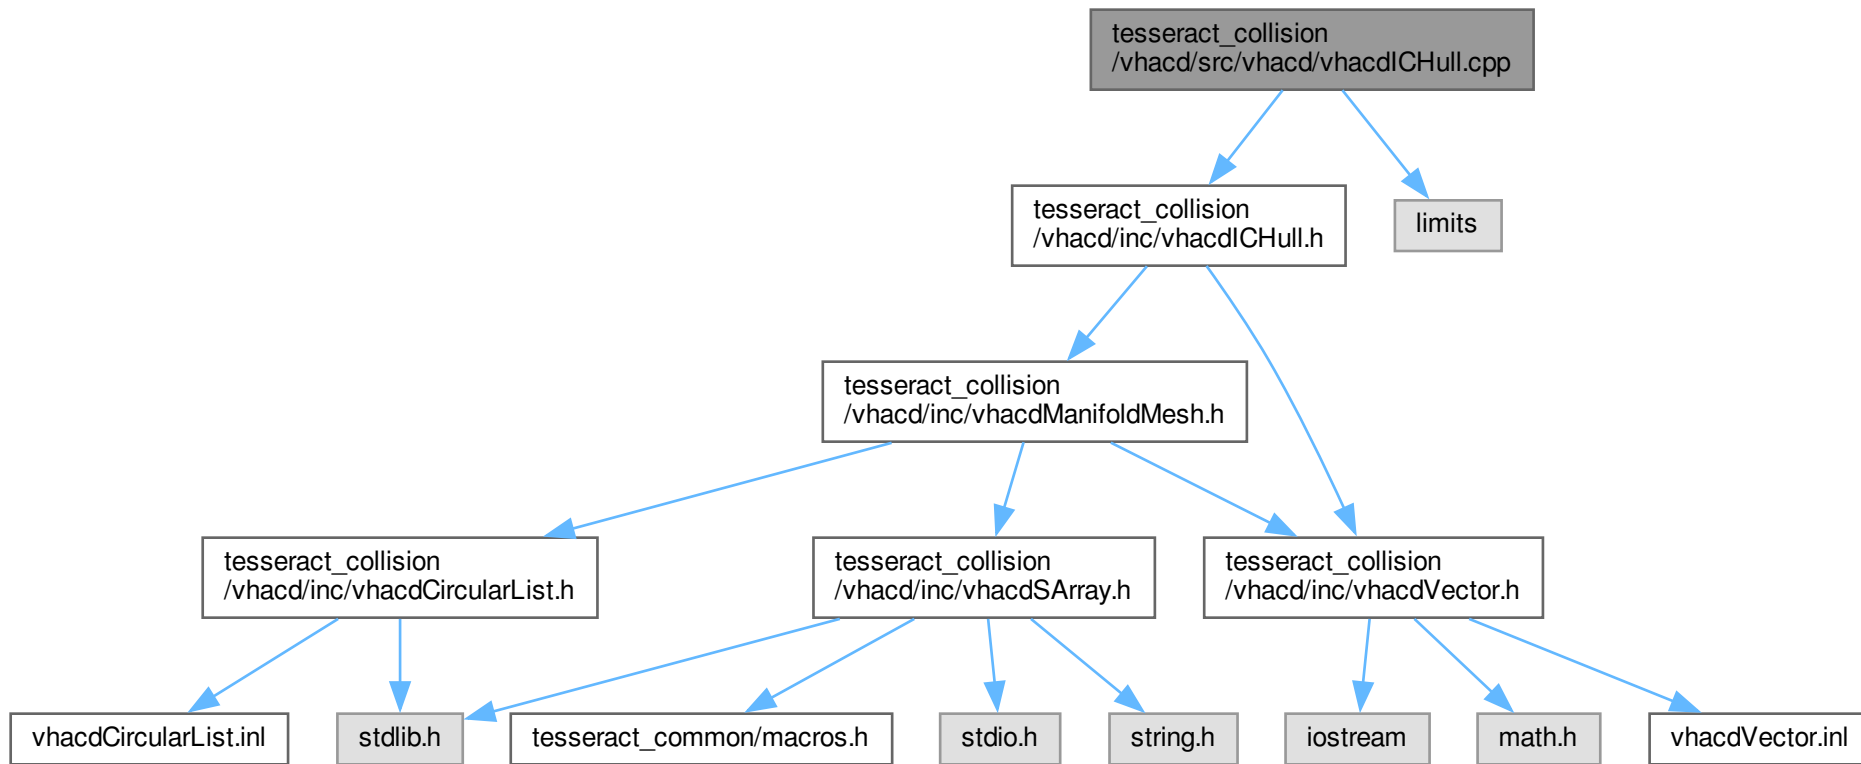 tesseract_collision
/vhacd/src/vhacd/vhacdICHull.cpp
tesseract_collision
/vhacd/inc/vhacdICHull.h
limits
tesseract_collision
/vhacd/inc/vhacdManifoldMesh.h
tesseract_collision
/vhacd/inc/vhacdCircularList.h
tesseract_collision
/vhacd/inc/vhacdSArray.h
tesseract_collision
/vhacd/inc/vhacdVector.h
vhacdCircularList.inl
stdlib.h
tesseract_common/macros.h
stdio.h
string.h
iostream
math.h
vhacdVector.inl